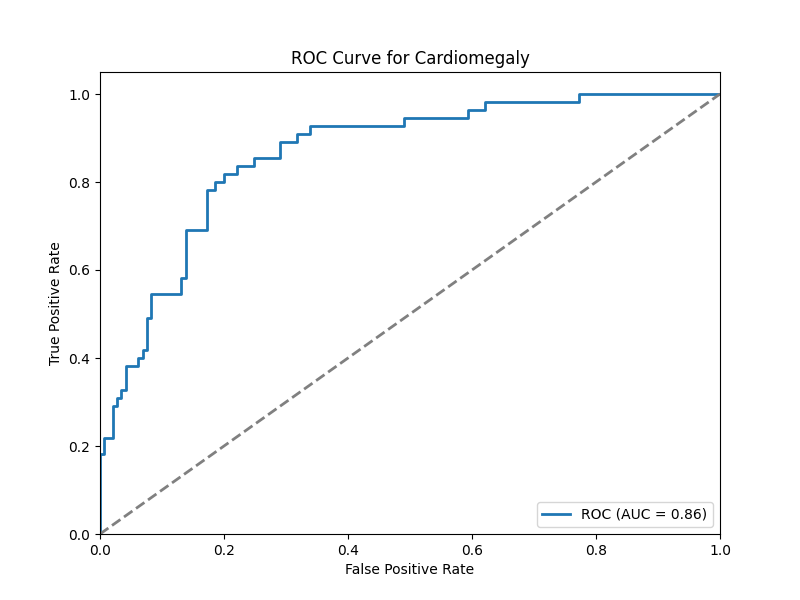 ROC Curve for Cardiomegaly
True Positive Rate
1.0
0.8
0.6
0.4
0.2
0.0
ROC (AUC = 0.86)
0.0 0.2 0.4 0.6 0.8 1.0
False Positive Rate